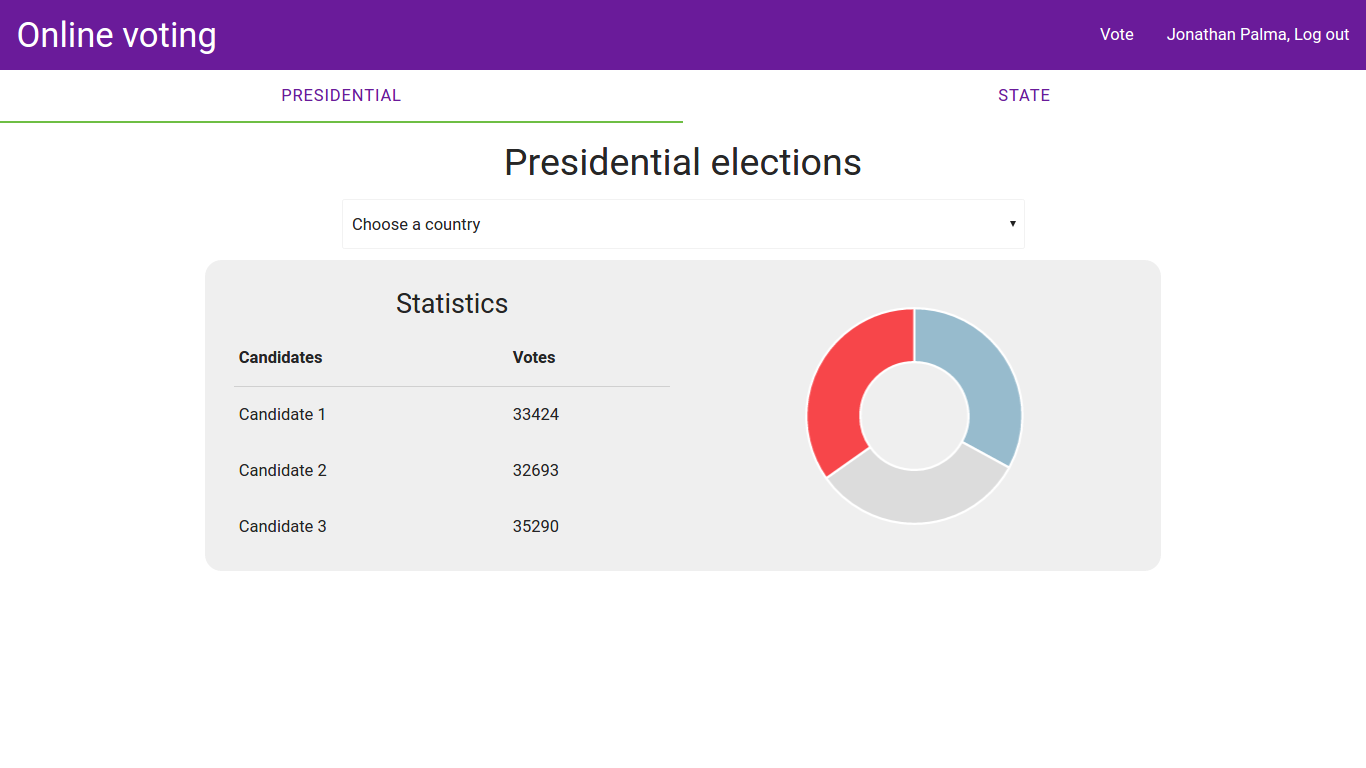 Online voting
Vote
Jonathan Palma, Log out
PRESIDENTIAL
STATE
Presidential elections
Choose a country
Statistics
Candidates Votes
Candidate 1 33424
Candidate 2 32693
Candidate 3 35290